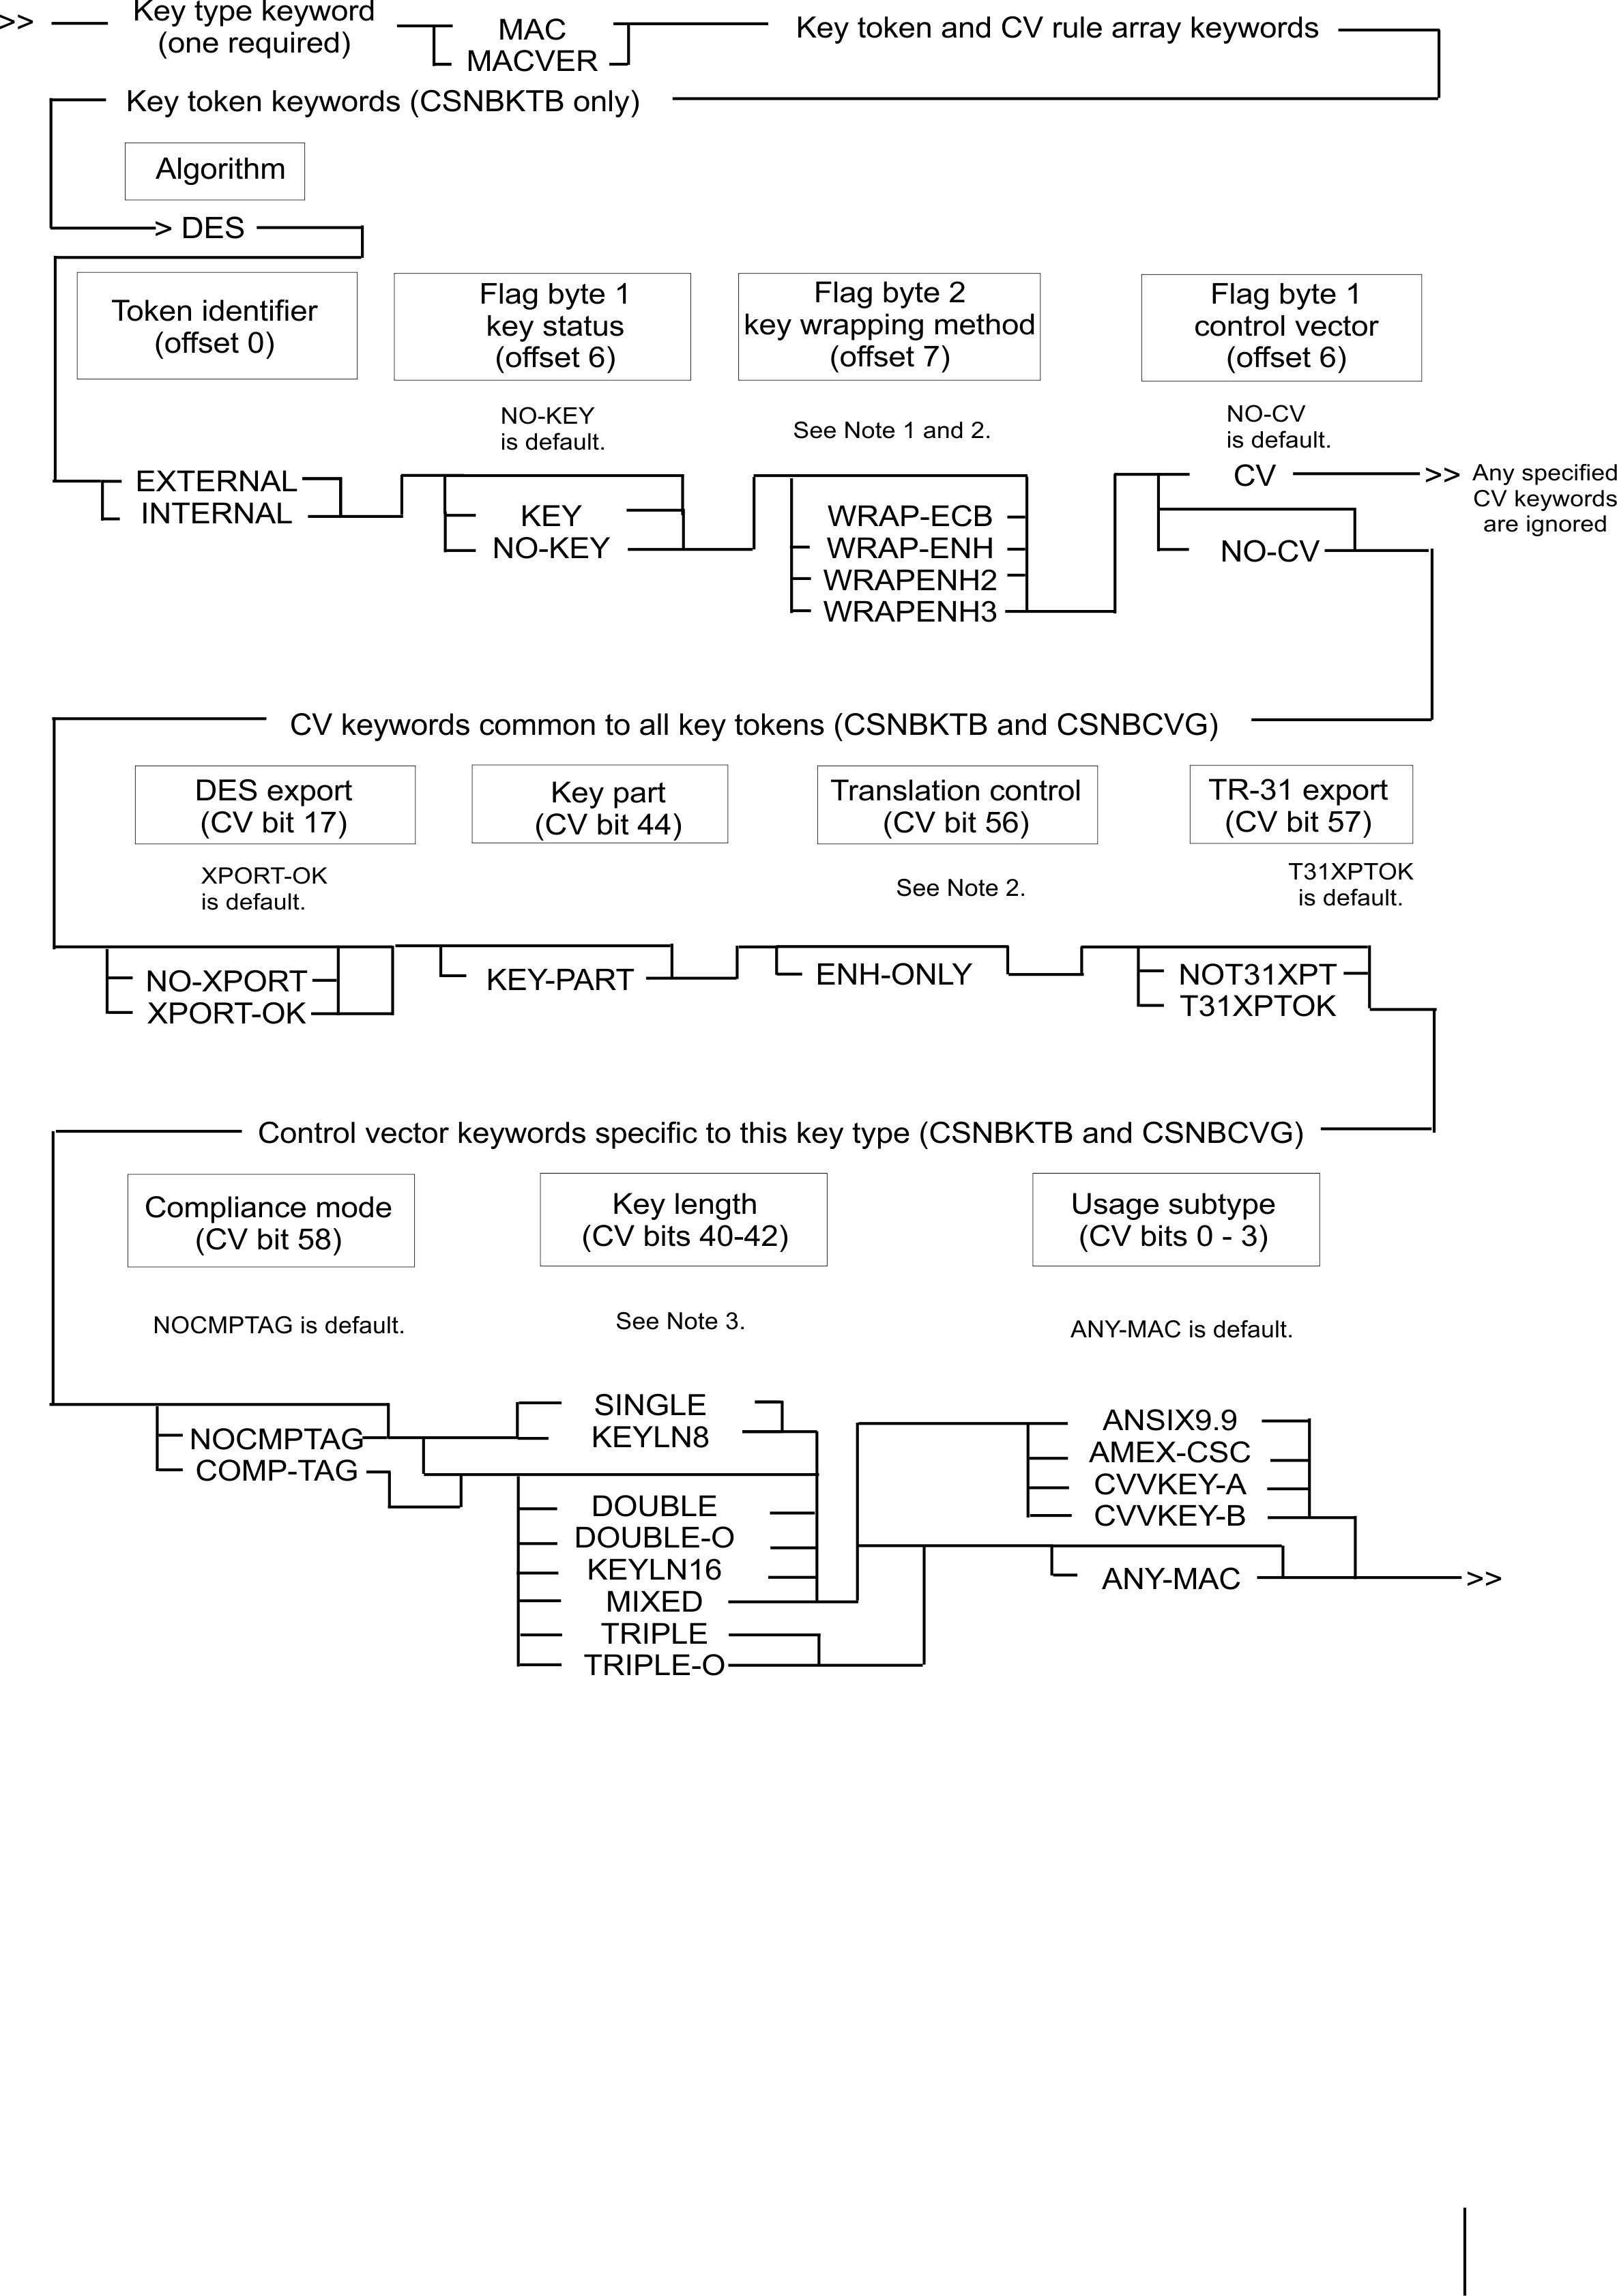 >> Key type keyword
(one required)
MAC
MACVER
Key token and CV rule array keywords
Key token keywords (CSNBKTB only)
Algorithm
> DES
Token identifier
(offset 0)
Flag byte 1
key status
(offset 6)
Flag byte 2
key wrapping method
(offset 7)
Flag byte 1
control vector
(offset 6)
NO-KEY
is default.
See Note 1 and 2.
NO-CV
is default.
EXTERNAL
INTERNAL
KEY
NO-KEY
WRAP-ECB
WRAP-ENH
WRAPENH2
WRAPENH3
CV
NO-CV
>> Any specified
CV keywords
are ignored
CV keywords common to all key tokens (CSNBKTB and CSNBCVG)
DES export
(CV bit 17)
Key part
(CV bit 44)
Translation control
(CV bit 56)
TR-31 export
(CV bit 57)
XPORT-OK
is default.
See Note 2.
T31XPTOK
is default.
NO-XPORT
XPORT-OK
KEY-PART
ENH-ONLY
NOT31XPT
T31XPTOK
Control vector keywords specific to this key type (CSNBKTB and CSNBCVG)
Compliance mode
(CV bit 58)
Key length
(CV bits 40-42)
Usage subtype
(CV bits 0 - 3)
NOCMPTAG is default.
See Note 3.
ANY-MAC is default.
NOCMPTAG
COMP-TAG
SINGLE
KEYLN8
DOUBLE
DOUBLE-O
KEYLN16
MIXED
TRIPLE
TRIPLE-O
ANSIX9.9
AMEX-CSC
CVVKEY-A
CVVKEY-B
ANY-MAC
>>